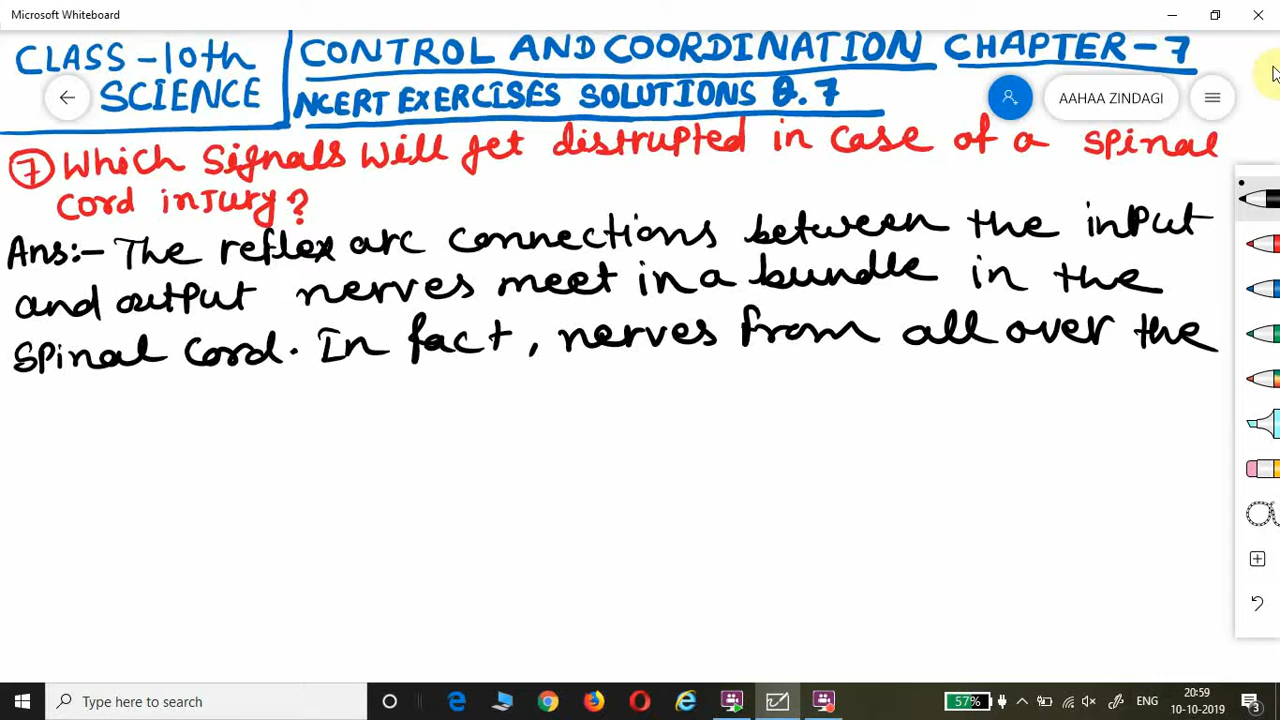 Microsoft Whiteboard
CLASS-10th
SCIENCE
CONTROL AND COORDINATION CHAPTER-7
NCERT EXERCISES SOLUTIONS Q.7
AAHAA ZINDAGI
7 Which Signals Will get distrupted in case of a spinal
Cord injury?
Ans:- The reflex arc connections between the input
and output nerves meet in a bundle in the
spinal cord. In fact, nerves from all over the
Type here to search
57%
ENG
20:59
10-10-2019
3